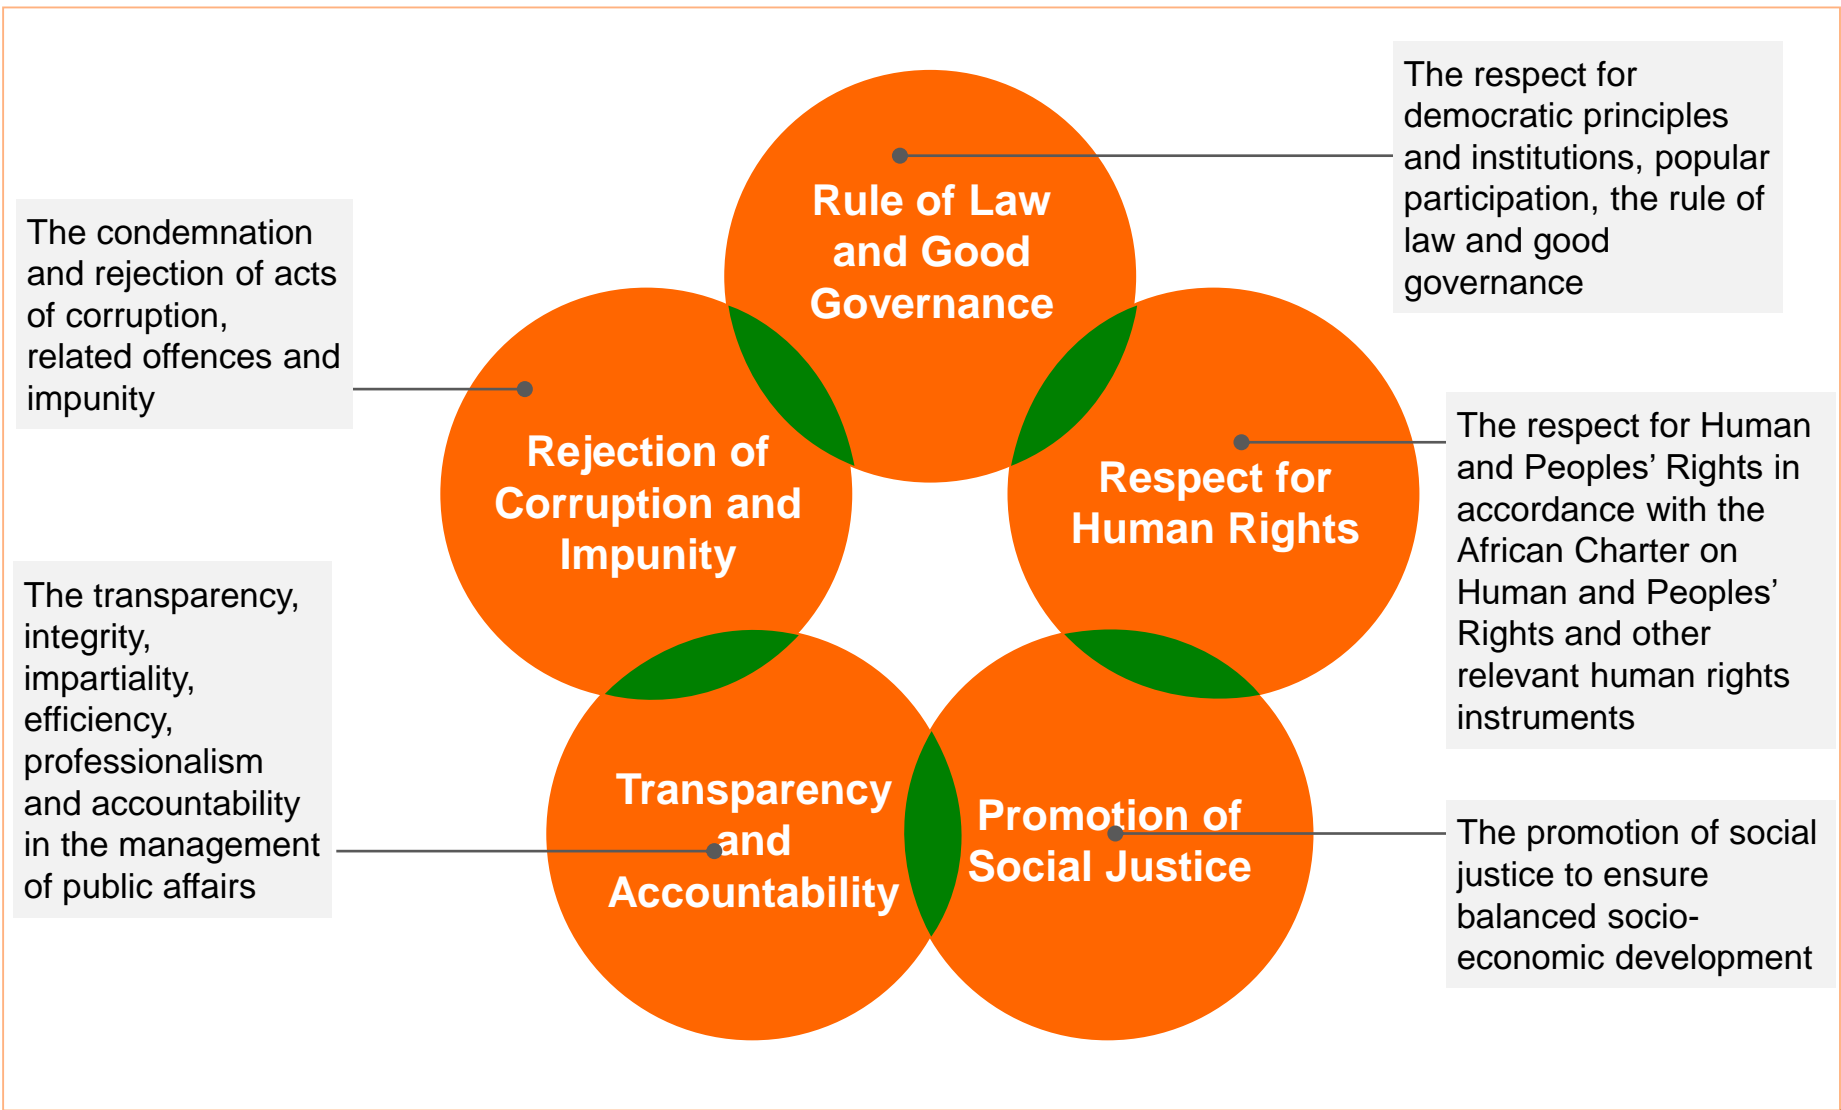 The respect for
democratic principles
and institutions, popular
participation, the rule of
law and good
governance
Rule of Law
and Good
Governance
The condemnation
and rejection of acts
of corruption,
related offences and
impunity
Rejection of
Corruption and
Impunity
Respect for
Human Rights
The respect for Human
and Peoples’ Rights in
accordance with the
African Charter on
Human and Peoples’
Rights and other
relevant human rights
instruments
The transparency,
integrity,
impartiality,
efficiency,
professionalism
and accountability
in the management
of public affairs
Transparency
and
Accountability
Promotion of
Social Justice
The promotion of social
justice to ensure
balanced socio-
economic development